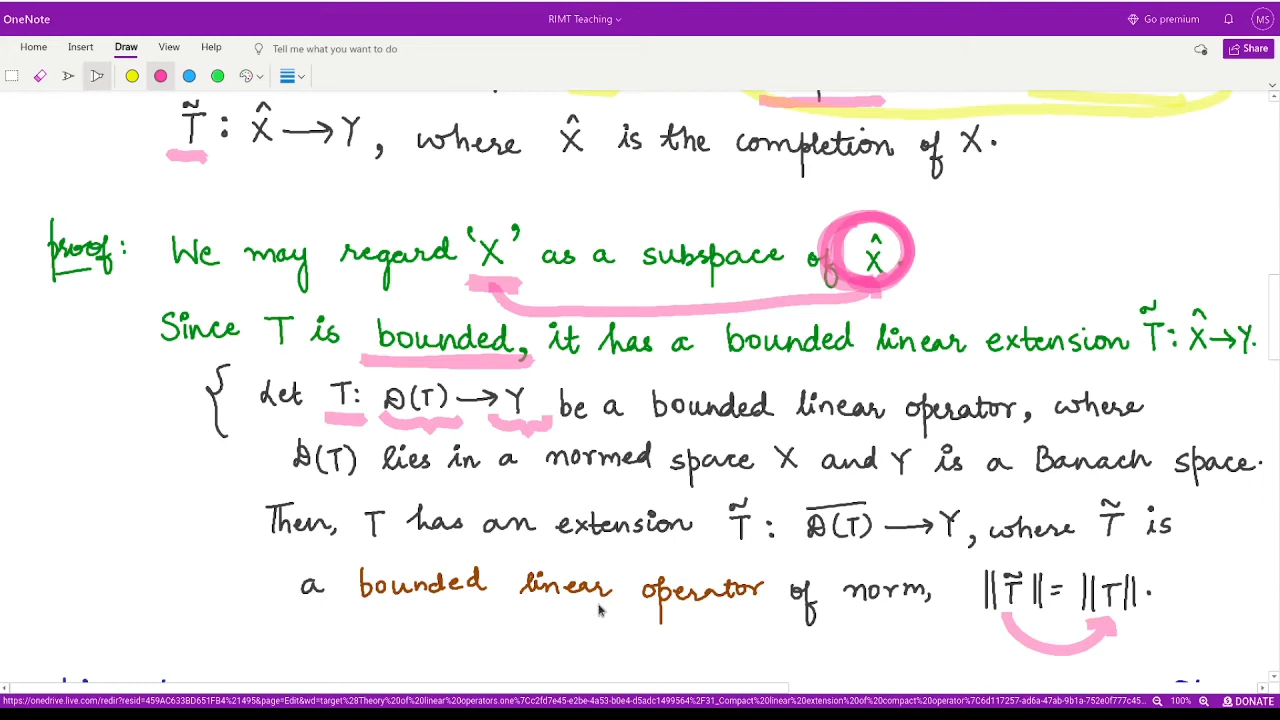 OneNote
RIMT Teaching
Go premium
MS
Home Insert Draw View Help Tell me what you want to do
Share
T̃ : X̂ → Y, where X̂ is the completion of X.
proof: We may regard 'X' as a subspace of X̂.
Since T is bounded, it has a bounded linear extension T̃ : X̂ → Y.
{ Let T: 𝒟(T) → Y be a bounded linear operator, where
𝒟(T) lies in a normed space X and Y is a Banach space.
Then, T has an extension T̃ : 𝒟(T)̅ → Y, where T̃ is
a bounded linear operator of norm, ||T̃|| = ||T||.
100%
DONATE